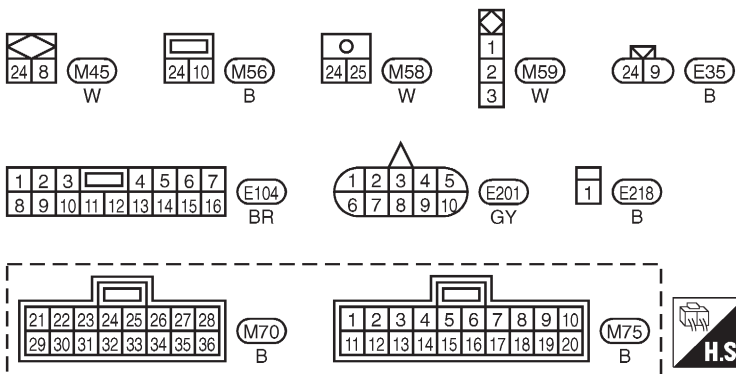 24 8 M45
W
24 10 M56
B
24 25 M58
W
1
2 M59
3 W
24 9 E35
B
1 2 3 4 5 6 7 E104
8 9 10 11 12 13 14 15 16 BR
1 2 3 4 5 E201
6 7 8 9 10 GY
1 E218
B
21 22 23 24 25 26 27 28 M70
29 30 31 32 33 34 35 36 B
1 2 3 4 5 6 7 8 9 10 M75
11 12 13 14 15 16 17 18 19 20 B
H.S